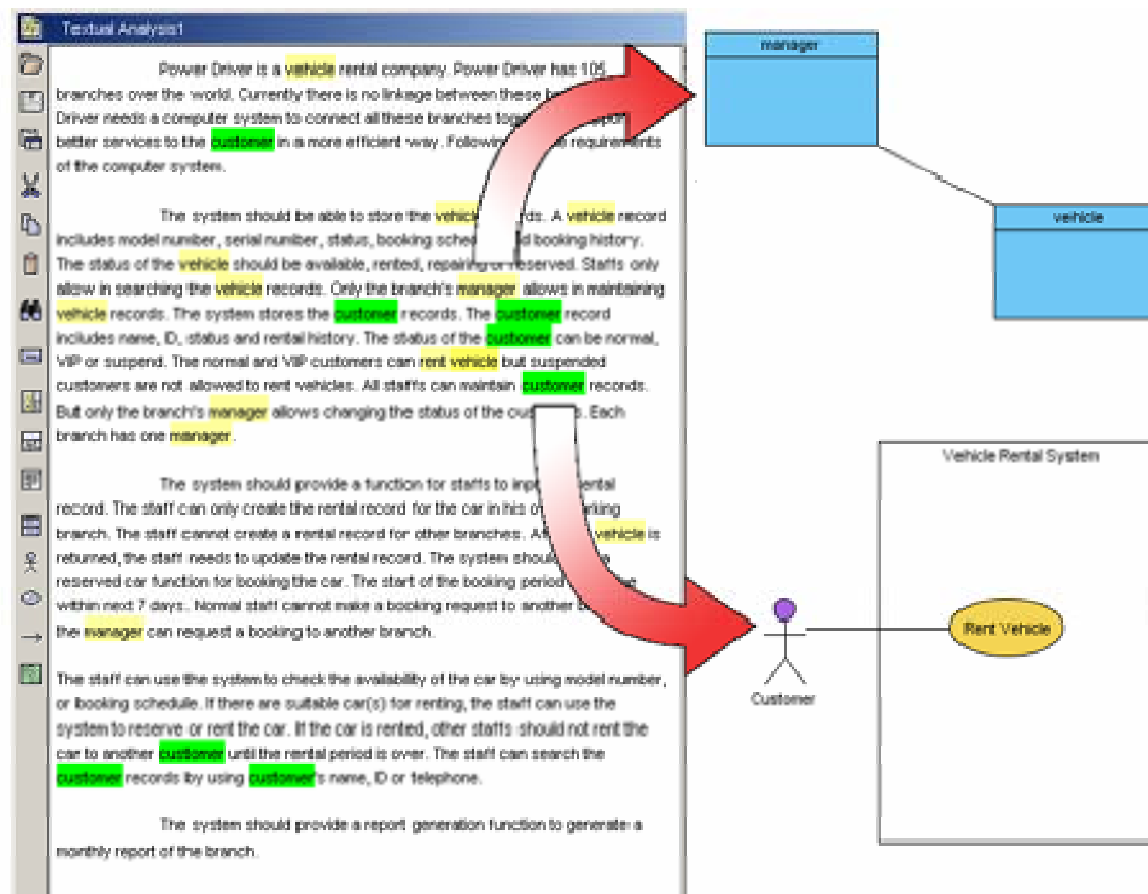 Textual Analysis1
Power Driver is a vehicle rental company. Power Driver has 105
branches over the world. Currently there is no linkage between these
Driver needs a computer system to connect all these branches
better services to the customer in a more efficient way. requirements
of the computer system.
The system should be able to store the A vehicle record
includes model number, serial number, status, booking booking history.
The status of the vehicle should be available, rented, repairing or reserved. Staffs only
allow in searching the vehicle records. Only the branch's manager allows in maintaining
vehicle records. The system stores the customer records. The customer record
includes name, ID, status and rental history. The status of the customer can be normal,
VIP or suspend. The normal and VIP customers can rent vehicle but suspended
customers are not allowed to rent vehicles. All staffs can maintain customer records.
But only the branch's manager allows changing the status of the Each
branch has one manager.
The system should provide a function for staffs to
record. The staff can only create the rental record for the car in his
branch. The staff cannot create a rental record for other branches. vehicle is
returned, the staff needs to update the rental record. The system
reserved car function for booking the car. The start of the booking period
within next 7 days. Normal staff cannot make a booking request to another
the manager can request a booking to another branch.
The staff can use the system to check the availability of the car by using model number,
or booking schedule. If there are suitable car(s) for renting, the staff can use the
system to reserve or rent the car. If the car is rented, other staffs should not rent the
car to another customer until the rental period is over. The staff can search the
customer records by using customer's name, ID or telephone.
The system should provide a report generation function to generate a
monthly report of the branch.
manager
vehicle
Vehicle Rental System
Rent Vehicle
Customer